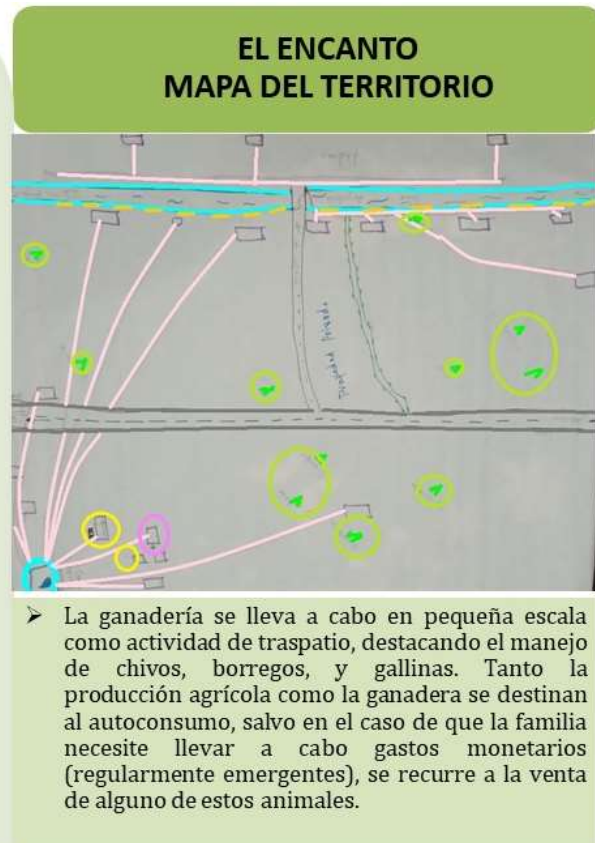 EL ENCANTO
MAPA DEL TERRITORIO
Propiedad Privada
➢ La ganadería se lleva a cabo en pequeña escala
como actividad de traspatio, destacando el manejo
de chivos, borregos, y gallinas. Tanto la
producción agrícola como la ganadera se destinan
al autoconsumo, salvo en el caso de que la familia
necesite llevar a cabo gastos monetarios
(regularmente emergentes), se recurre a la venta
de alguno de estos animales.